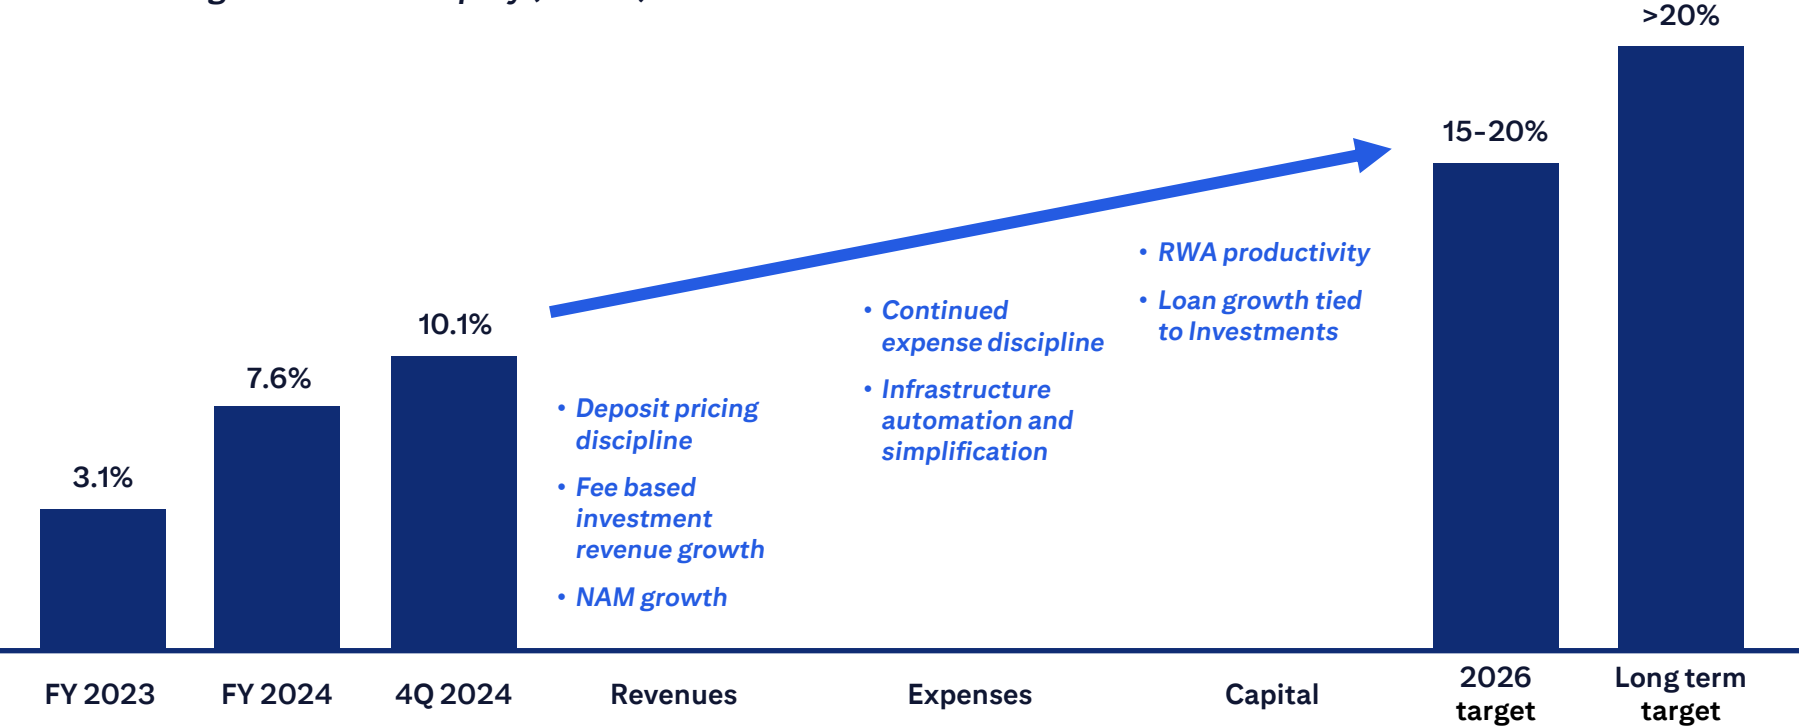 >20%
15-20%
10.1%
7.6%
3.1%
• Deposit pricing
discipline
• Fee based
investment
revenue growth
• NAM growth
• Continued
expense discipline
• Infrastructure
automation and
simplification
• RWA productivity
• Loan growth tied
to Investments
FY 2023
FY 2024
4Q 2024
Revenues
Expenses
Capital
2026
target
Long term
target